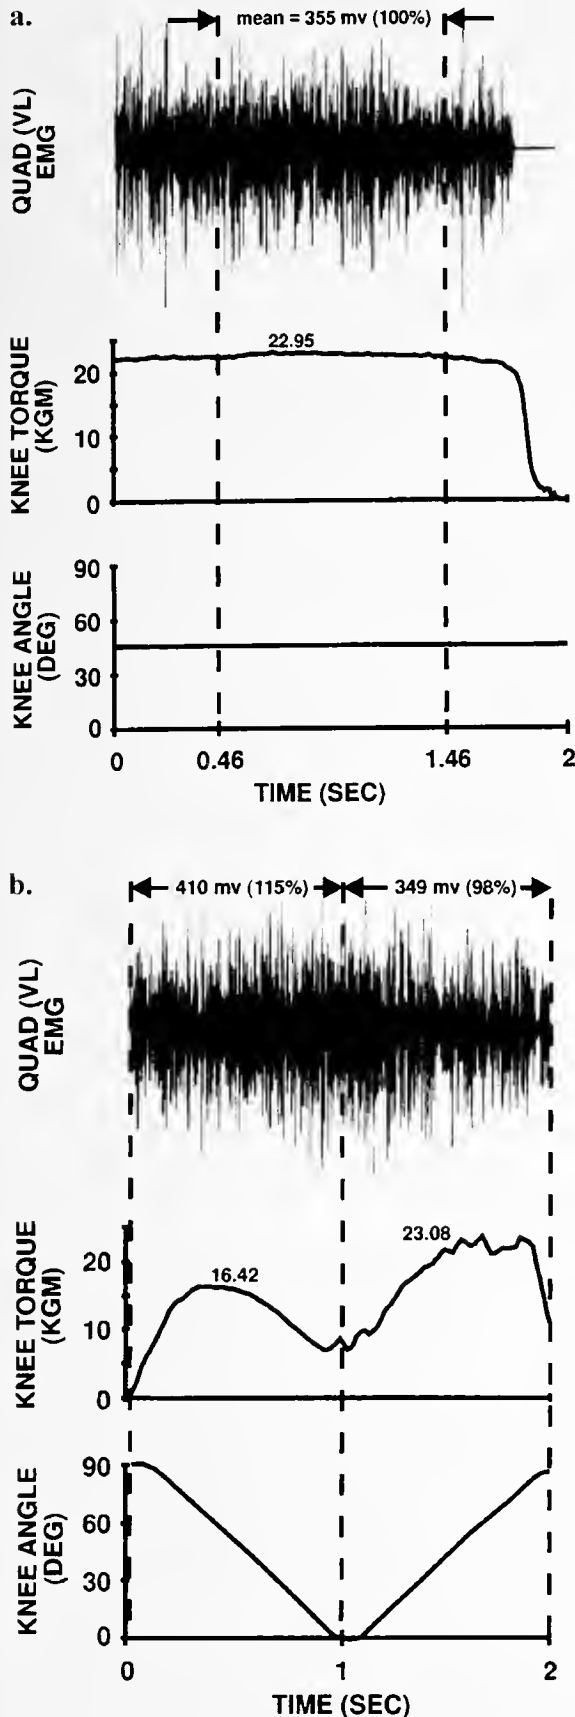 a.
mean = 355 mv (100%)
QUAD (VL)
EMG
22.95
KNEE TORQUE
(KGM)
20
10
0
KNEE ANGLE
(DEG)
90
60
30
0
0 0.46 1.46 2
TIME (SEC)
b.
410 mv (115%) 349 mv (98%)
QUAD (VL)
EMG
KNEE TORQUE
(KGM)
16.42
23.08
20
10
0
KNEE ANGLE
(DEG)
90
60
30
0
0 1 2
TIME (SEC)